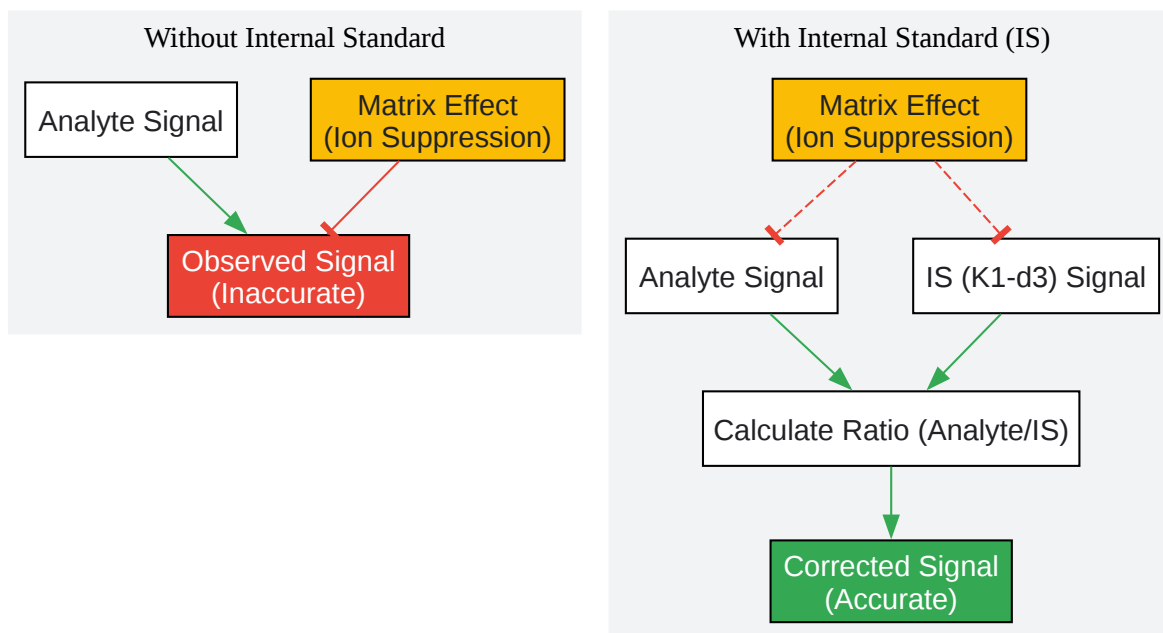 Without Internal Standard
Analyte Signal
Matrix Effect
(Ion Suppression)
Observed Signal
(Inaccurate)
With Internal Standard (IS)
Matrix Effect
(Ion Suppression)
Analyte Signal
IS (K1-d3) Signal
Calculate Ratio (Analyte/IS)
Corrected Signal
(Accurate)